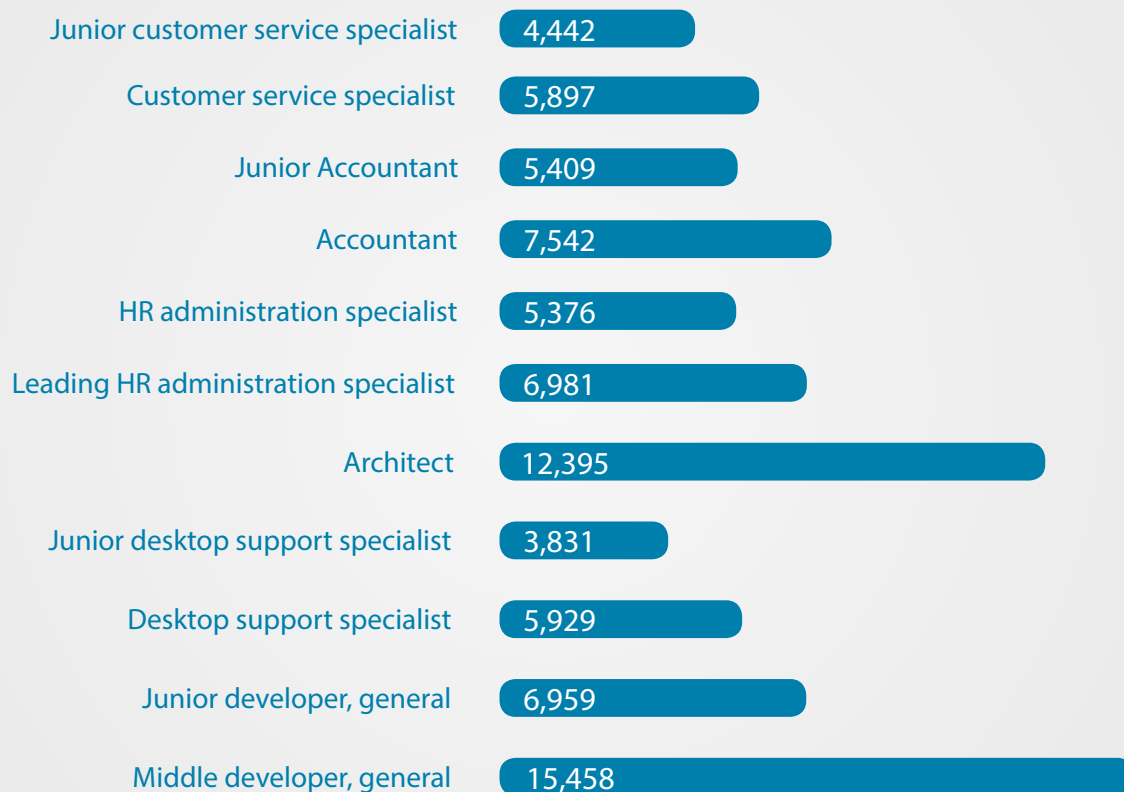 Junior customer service specialist 4,442
Customer service specialist 5,897
Junior Accountant 5,409
Accountant 7,542
HR administration specialist 5,376
Leading HR administration specialist 6,981
Architect 12,395
Junior desktop support specialist 3,831
Desktop support specialist 5,929
Junior developer, general 6,959
Middle developer, general 15,458